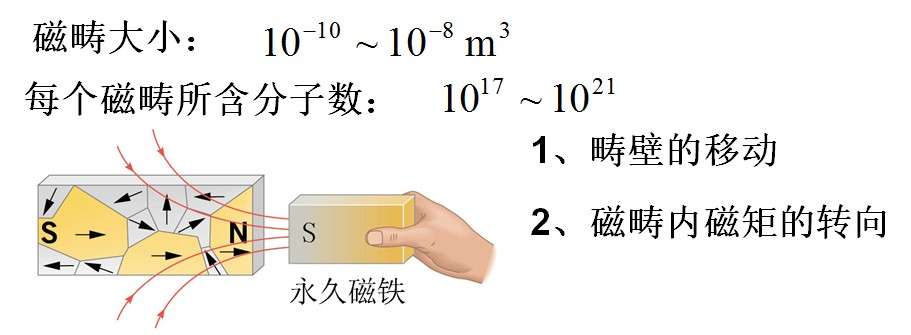 磁畴大小： 10⁻¹⁰ ~ 10⁻⁸ m³
每个磁畴所含分子数： 10¹⁷ ~ 10²¹
1、畴壁的移动
2、磁畴内磁矩的转向
S N S
永久磁铁